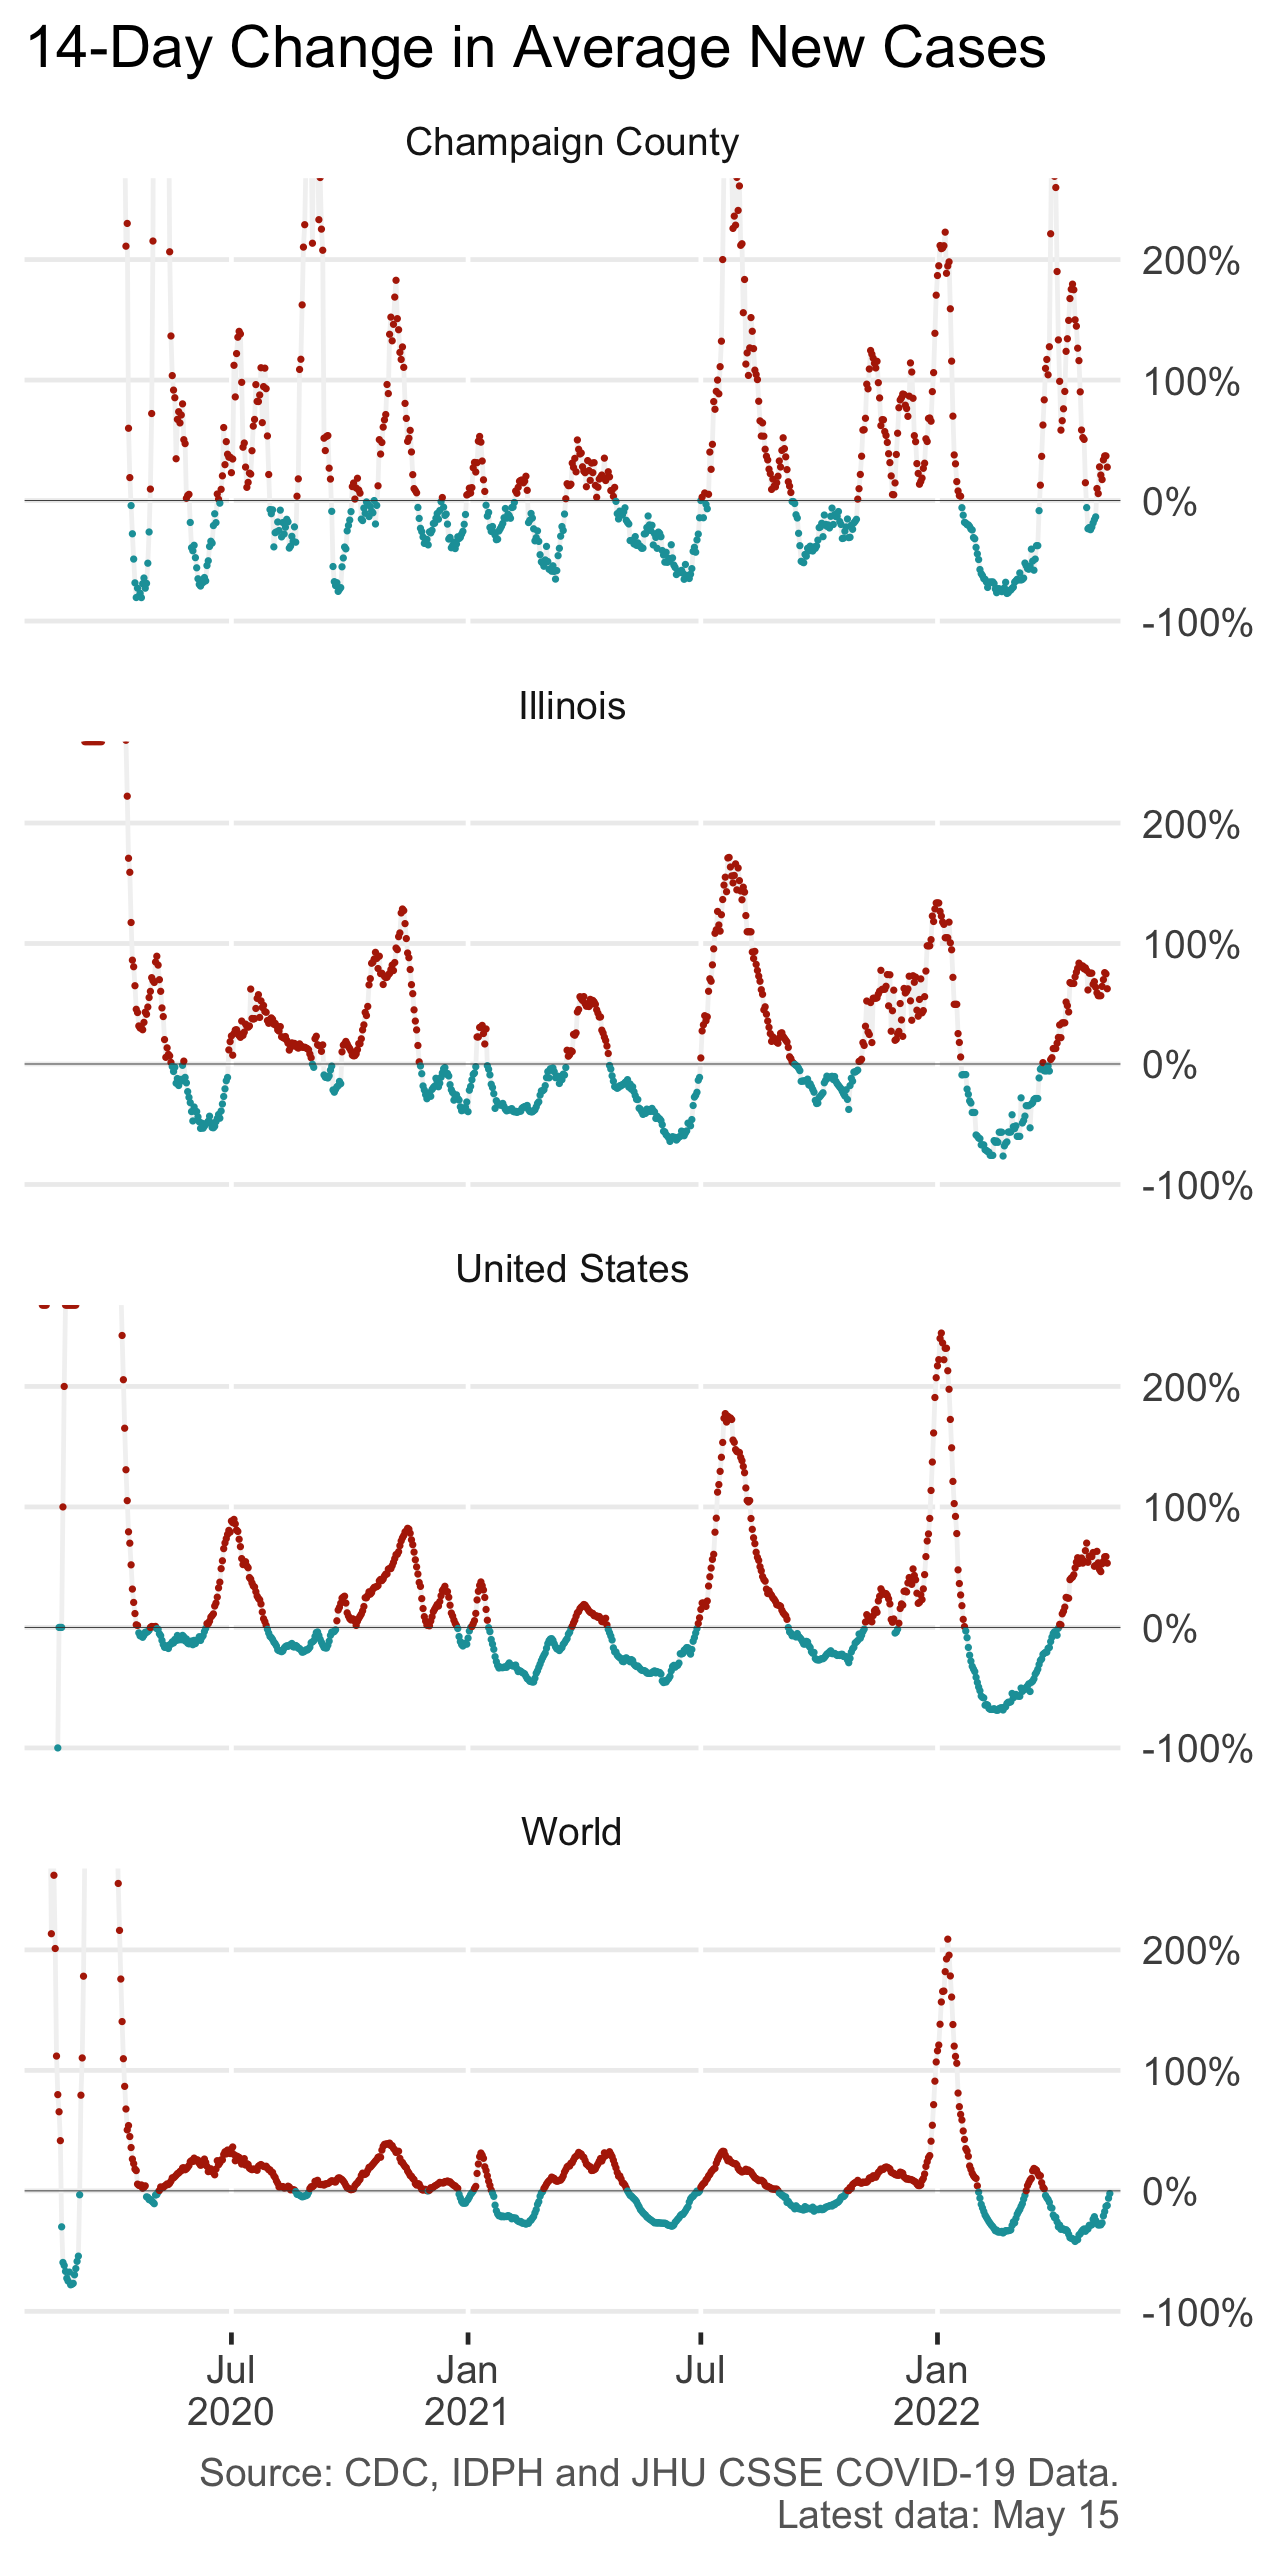 14-Day Change in Average New Cases
Champaign County
200%
100%
0%
-100%
Illinois
200%
100%
0%
-100%
United States
200%
100%
0%
-100%
World
200%
100%
0%
-100%
Jul Jan Jul Jan
2020 2021 2022
Source: CDC, IDPH and JHU CSSE COVID-19 Data.
Latest data: May 15